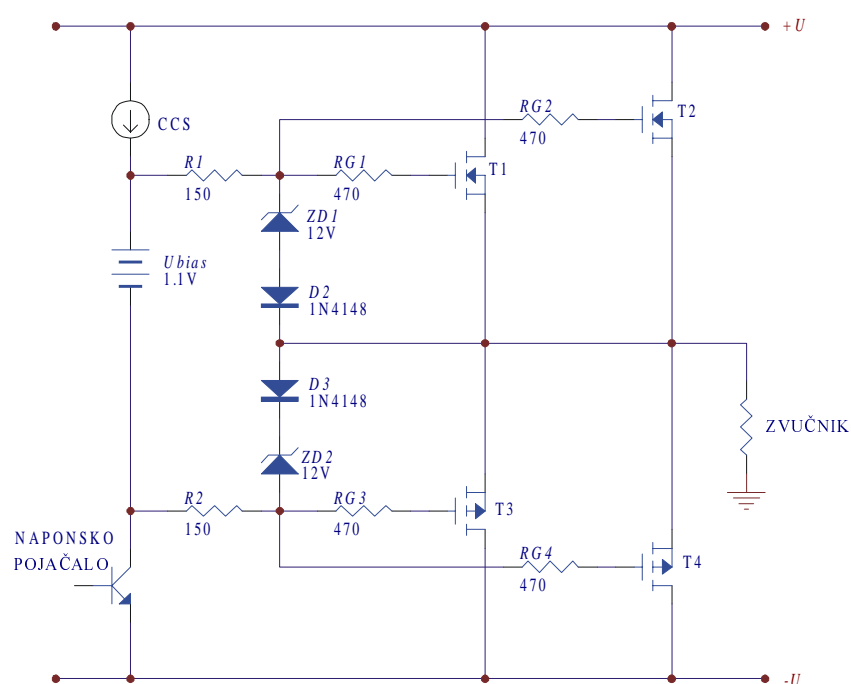 +U
RG2
T2
CCS
470
R1
RG1
T1
150
470
ZD1
12V
Ubias
1.1V
D2
1N4148
D3
1N4148
ZVUČNIK
ZD2
12V
R2
RG3
T3
150
470
NAPONSKO
POJAČALO
RG4
T4
470
-U